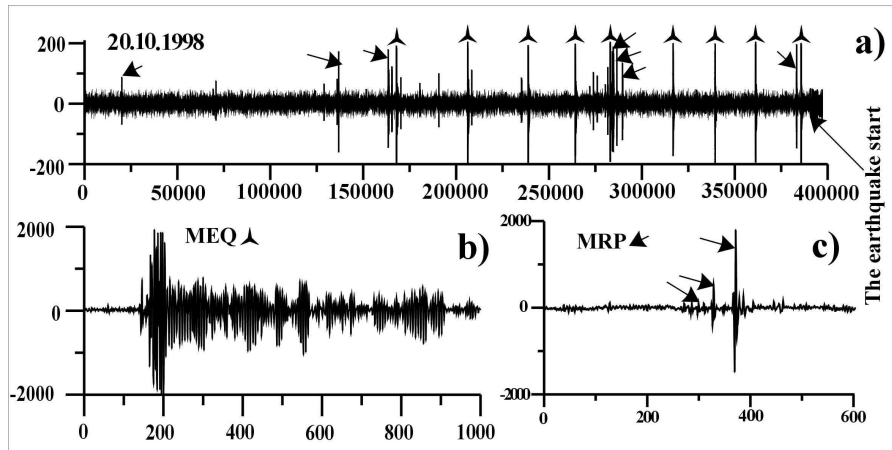 20.10.1998
a)
200
0
-200
0 50000 100000 150000 200000 250000 300000 350000 400000
The earthquake start
MEQ
b)
2000
0
-2000
0 200 400 600 800 1000
MRP
c)
2000
0
-2000
0 200 400 600